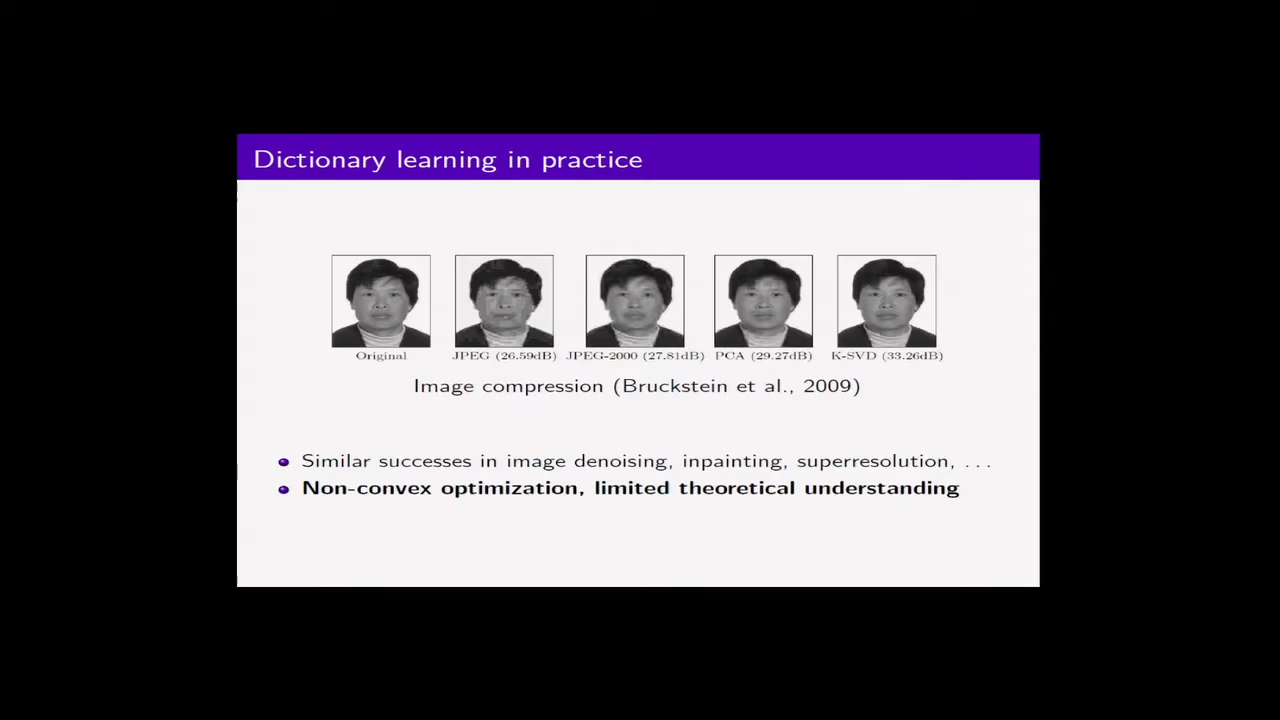 Dictionary learning in practice
Original JPEG (26.59dB) JPEG-2000 (27.81dB) PCA (29.27dB) K-SVD (33.26dB)
Image compression (Bruckstein et al., 2009)
Similar successes in image denoising, inpainting, superresolution, ...
Non-convex optimization, limited theoretical understanding